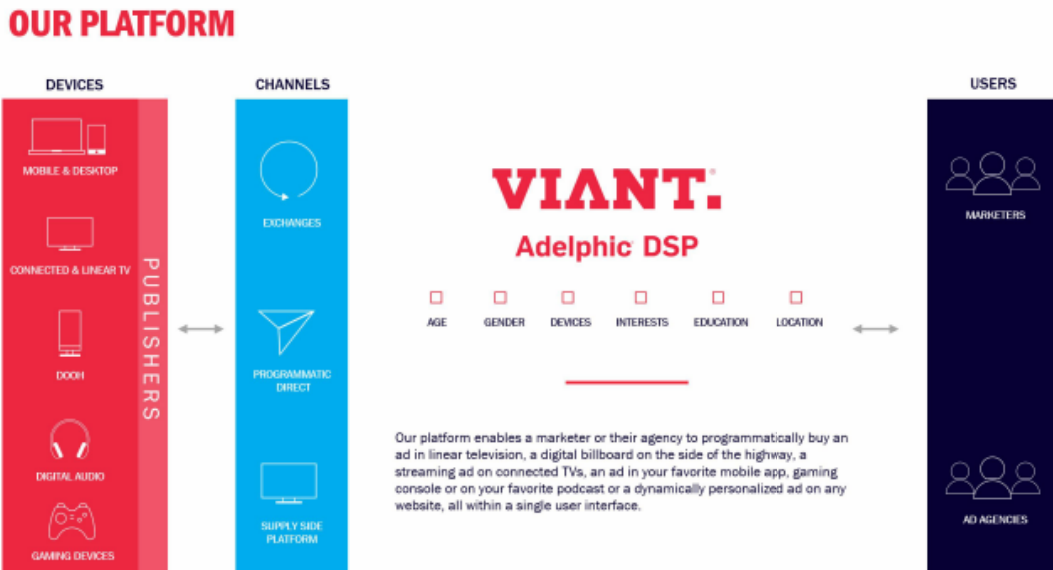 OUR PLATFORM
DEVICES
MOBILE & DESKTOP
CONNECTED & LINEAR TV
DOOH
DIGITAL AUDIO
GAMING DEVICES
PUBLISHERS
CHANNELS
EXCHANGES
PROGRAMMATIC
DIRECT
SUPPLY SIDE
PLATFORM
VIANT.
Adelphic DSP
AGE
GENDER
DEVICES
INTERESTS
EDUCATION
LOCATION
Our platform enables a marketer or their agency to programmatically buy an
ad in linear television, a digital billboard on the side of the highway, a
streaming ad on connected TVs, an ad in your favorite mobile app, gaming
console or on your favorite podcast or a dynamically personalized ad on any
website, all within a single user interface.
USERS
MARKETERS
AD AGENCIES